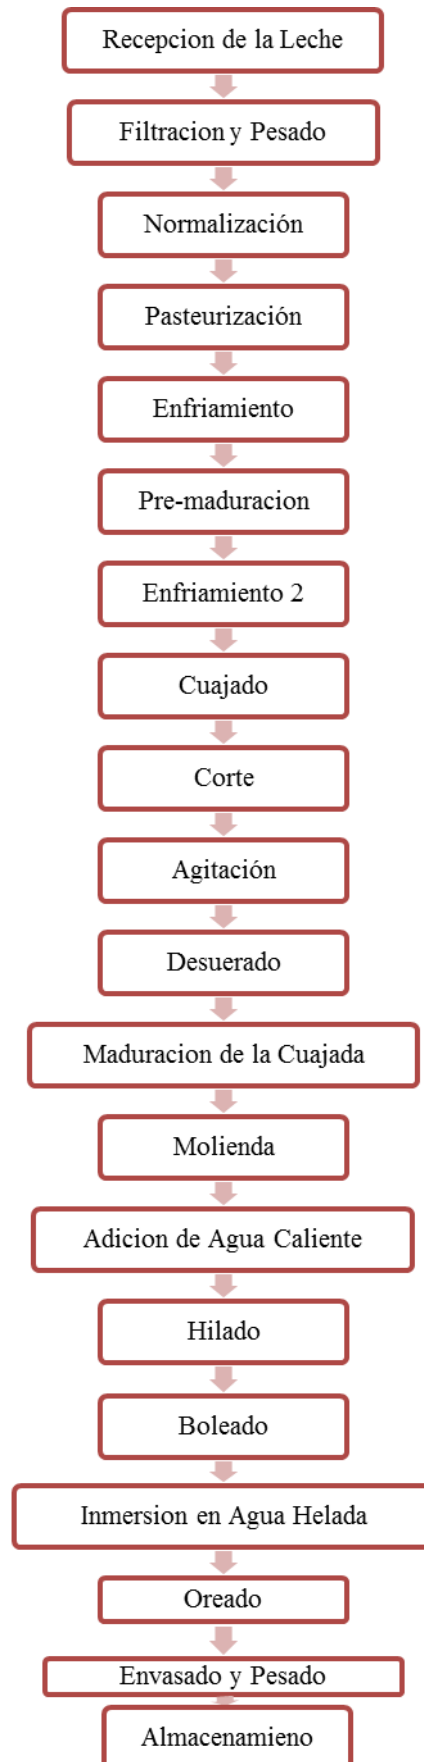 Recepcion de la Leche
Filtracion y Pesado
Normalización
Pasteurización
Enfriamiento
Pre-maduracion
Enfriamiento 2
Cuajado
Corte
Agitación
Desuerado
Maduracion de la Cuajada
Molienda
Adicion de Agua Caliente
Hilado
Boleado
Inmersion en Agua Helada
Oreado
Envasado y Pesado
Almacenamieno